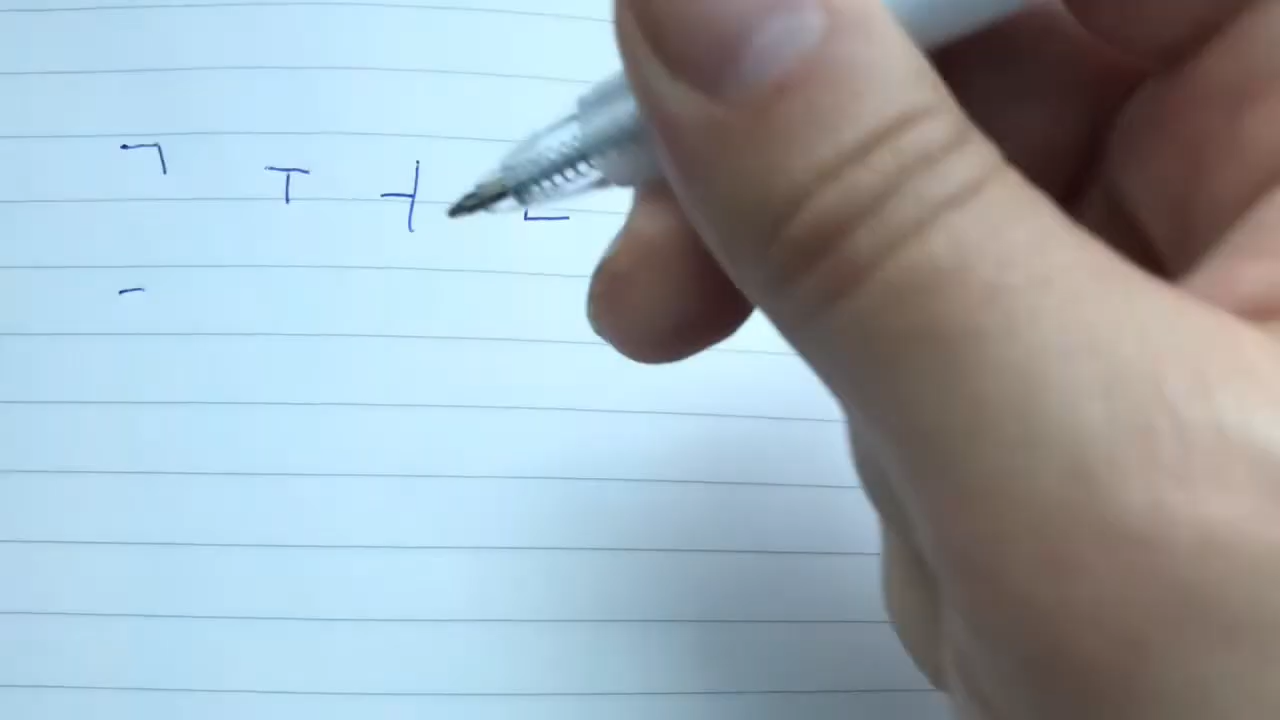 ㄱ ㅜ ㅓ ㄴ
ㅡ